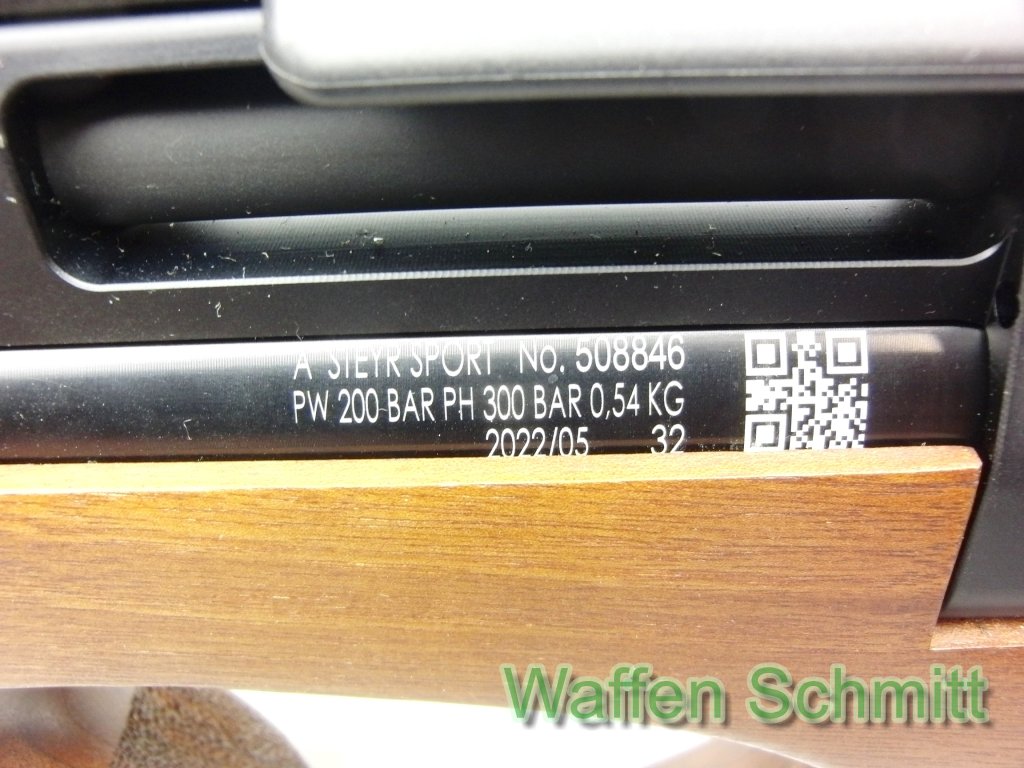 A STEYR SPORT No. 508846
PW 200 BAR PH 300 BAR 0,54 KG
2022/05 32
Waffen Schmitt